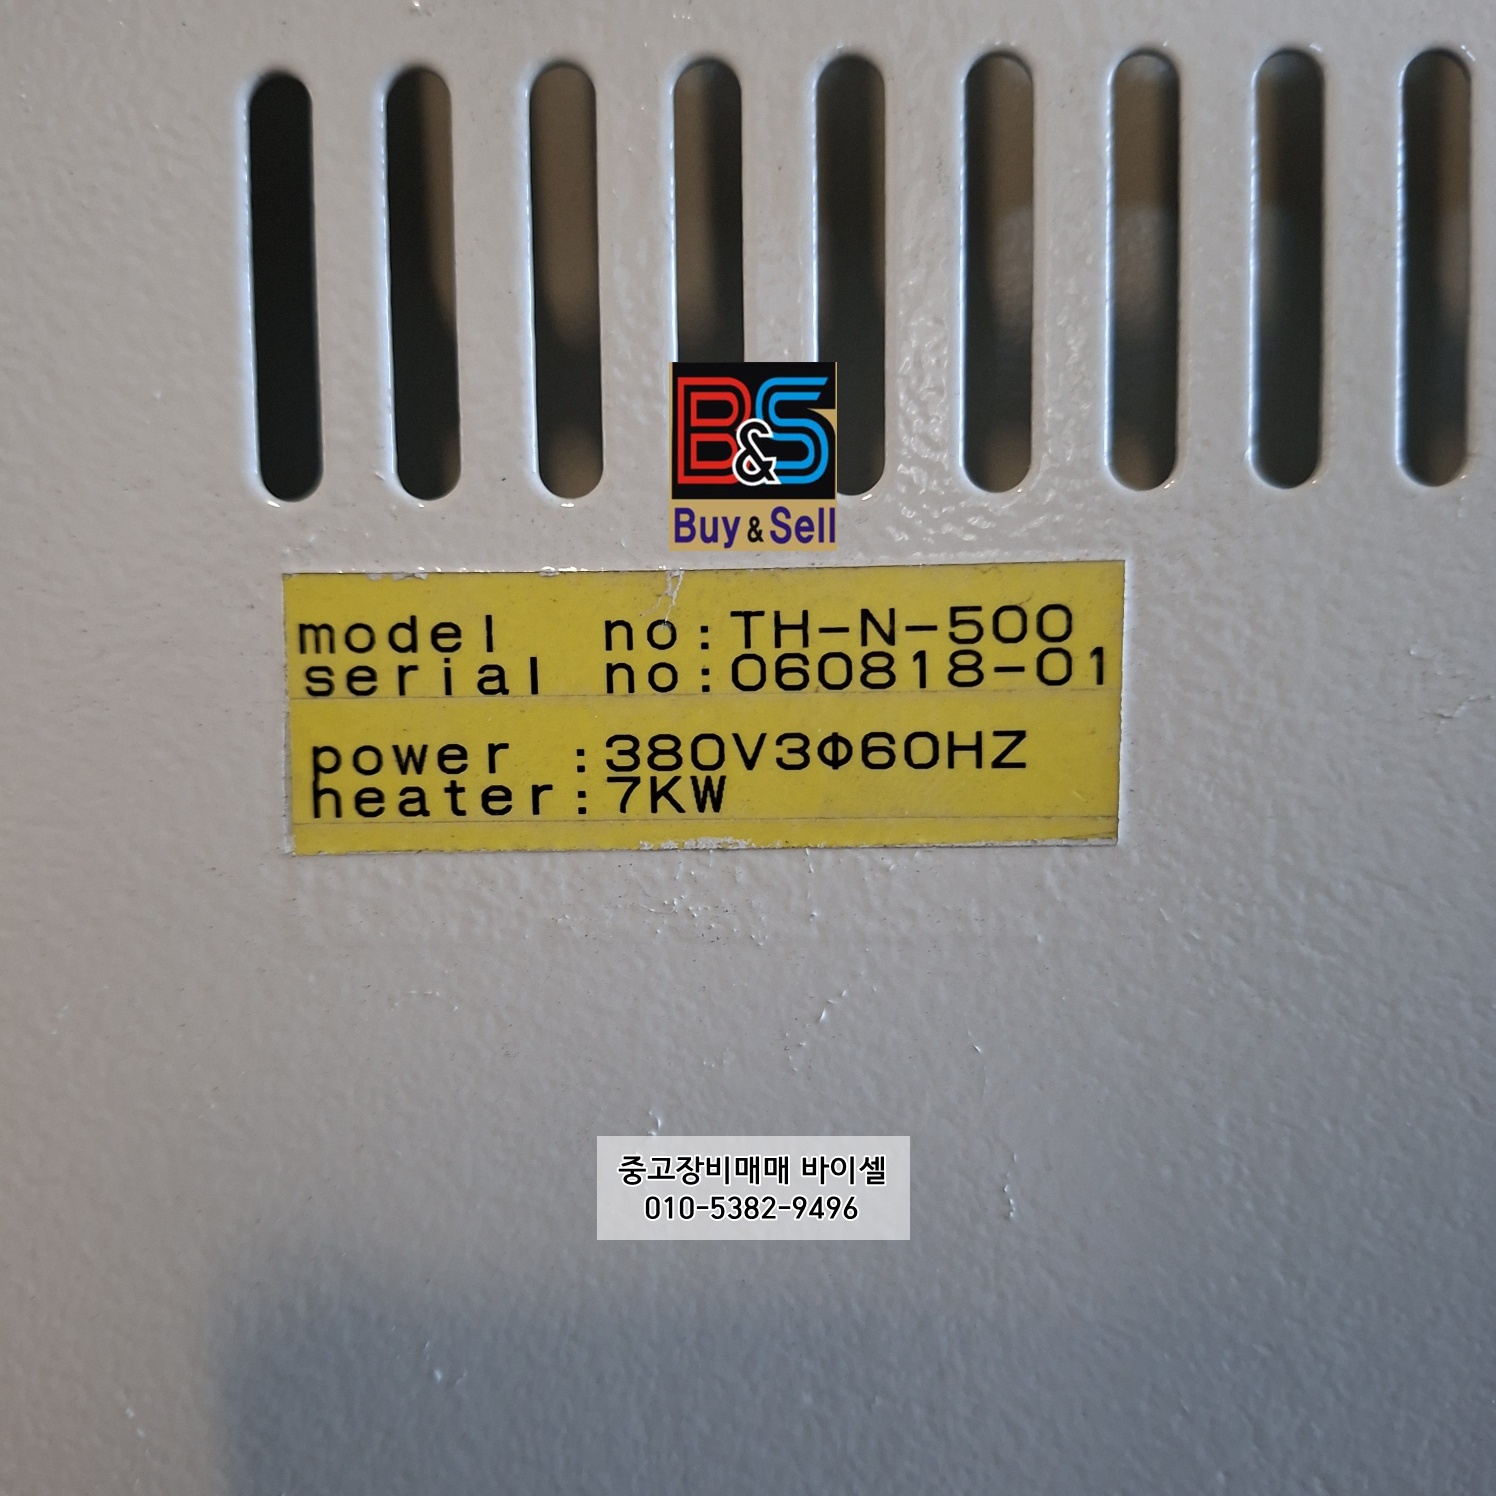 B&S
Buy & Sell
model no:TH-N-500
serial no:060818-01
power :380V3Φ60HZ
heater:7KW
중고장비매매 바이셀
010-5382-9496